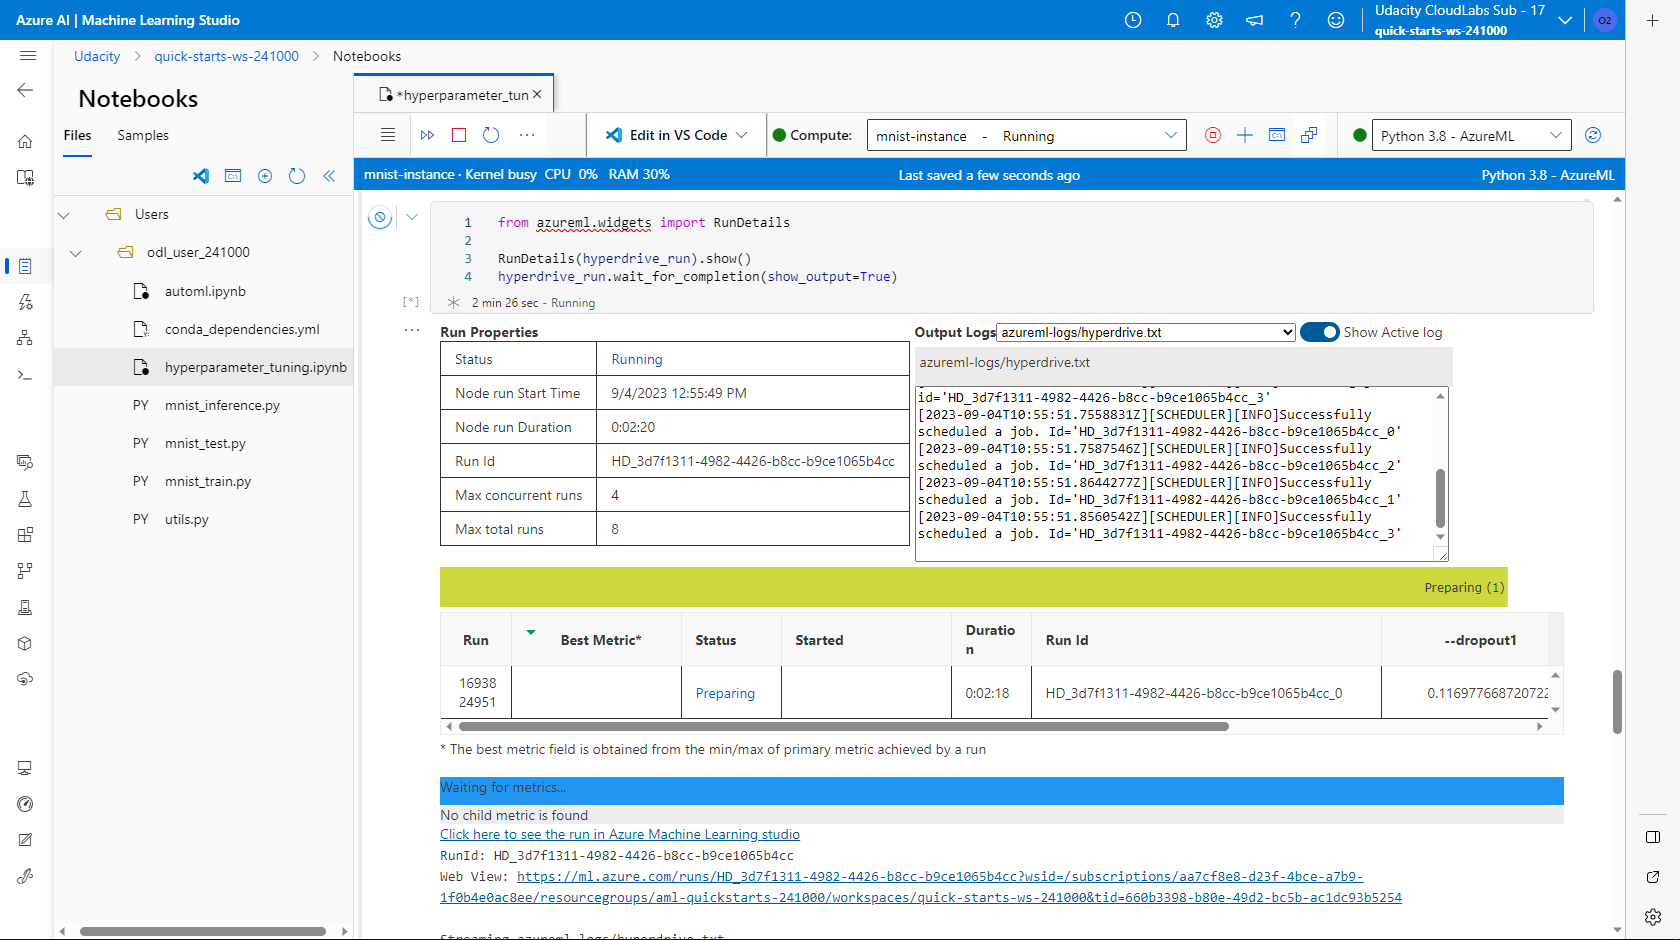 Azure AI | Machine Learning Studio
Udacity CloudLabs Sub - 17
quick-starts-ws-241000
O2
Udacity > quick-starts-ws-241000 > Notebooks
Notebooks
Files Samples
Users
odl_user_241000
automl.ipynb
conda_dependencies.yml
hyperparameter_tuning.ipynb
PY mnist_inference.py
PY mnist_test.py
PY mnist_train.py
PY utils.py
*hyperparameter_tun
Edit in VS Code
Compute: mnist-instance - Running
Python 3.8 - AzureML
mnist-instance · Kernel busy CPU 0% RAM 30%
Last saved a few seconds ago
Python 3.8 - AzureML
1 from azureml.widgets import RunDetails
2
3 RunDetails(hyperdrive_run).show()
4 hyperdrive_run.wait_for_completion(show_output=True)
[*] 2 min 26 sec - Running
Run Properties
Status Running
Node run Start Time 9/4/2023 12:55:49 PM
Node run Duration 0:02:20
Run Id HD_3d7f1311-4982-4426-b8cc-b9ce1065b4cc
Max concurrent runs 4
Max total runs 8
Output Logs azureml-logs/hyperdrive.txt Show Active log
azureml-logs/hyperdrive.txt
id='HD_3d7f1311-4982-4426-b8cc-b9ce1065b4cc_3'
[2023-09-04T10:55:51.7558831Z][SCHEDULER][INFO]Successfully
scheduled a job. Id='HD_3d7f1311-4982-4426-b8cc-b9ce1065b4cc_0'
[2023-09-04T10:55:51.7587546Z][SCHEDULER][INFO]Successfully
scheduled a job. Id='HD_3d7f1311-4982-4426-b8cc-b9ce1065b4cc_2'
[2023-09-04T10:55:51.8644277Z][SCHEDULER][INFO]Successfully
scheduled a job. Id='HD_3d7f1311-4982-4426-b8cc-b9ce1065b4cc_1'
[2023-09-04T10:55:51.8560542Z][SCHEDULER][INFO]Successfully
scheduled a job. Id='HD_3d7f1311-4982-4426-b8cc-b9ce1065b4cc_3'
Preparing (1)
Run Best Metric* Status Started Duratio
n Run Id --dropout1
16938
24951 Preparing 0:02:18 HD_3d7f1311-4982-4426-b8cc-b9ce1065b4cc_0 0.116977668720722
* The best metric field is obtained from the min/max of primary metric achieved by a run
Waiting for metrics...
No child metric is found
Click here to see the run in Azure Machine Learning studio
RunId: HD_3d7f1311-4982-4426-b8cc-b9ce1065b4cc
Web View: https://ml.azure.com/runs/HD_3d7f1311-4982-4426-b8cc-b9ce1065b4cc?wsid=/subscriptions/aa7cf8e8-d23f-4bce-a7b9-
1f0b4e0ac8ee/resourcegroups/aml-quickstarts-241000/workspaces/quick-starts-ws-241000&tid=660b3398-b80e-49d2-bc5b-ac1dc93b5254
Streaming azureml-logs/hyperdrive.txt